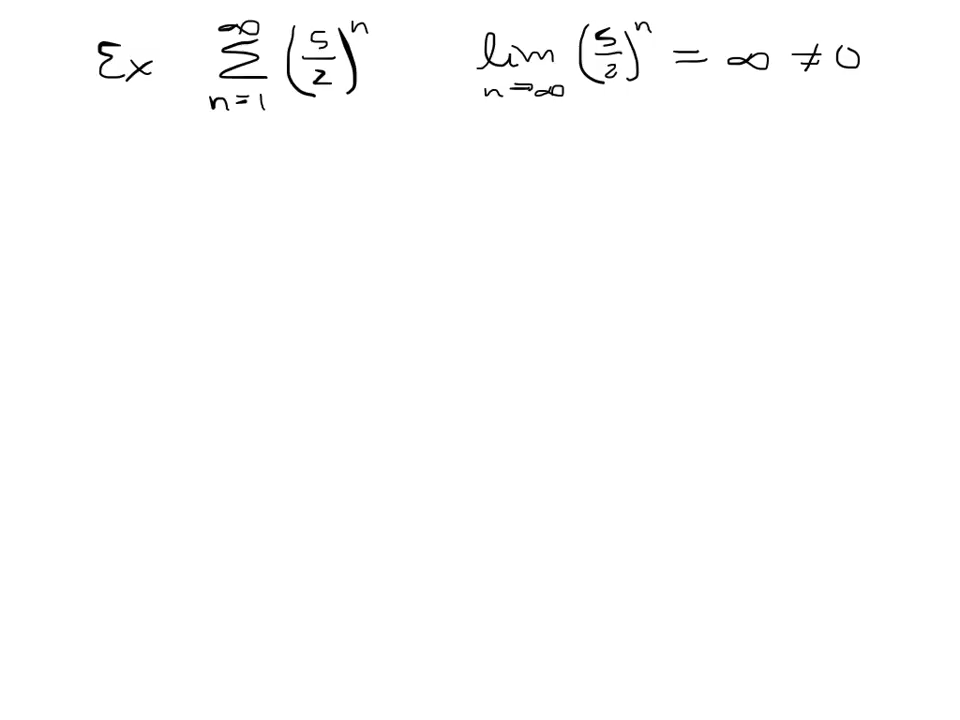 Ex ∑_{n=1}^{∞} (5/2)^n lim_{n→∞} (5/2)^n = ∞ ≠ 0